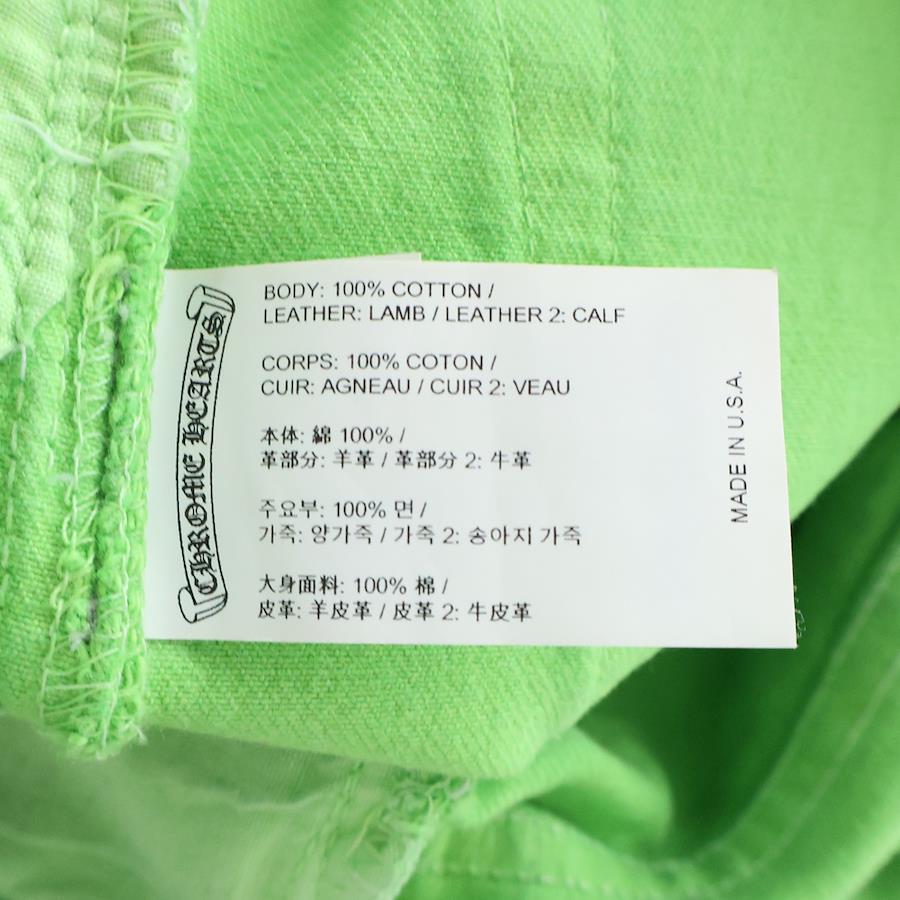 CHROME HEARTS
BODY: 100% COTTON /
LEATHER: LAMB / LEATHER 2: CALF
CORPS: 100% COTON /
CUIR: AGNEAU / CUIR 2: VEAU
本体: 綿 100% /
革部分: 羊革 / 革部分 2: 牛革
주요부: 100% 면 /
가죽: 양가죽 / 가죽 2: 송아지 가죽
大身面料: 100% 棉 /
皮革: 羊皮革 / 皮革 2: 牛皮革
MADE IN U.S.A.